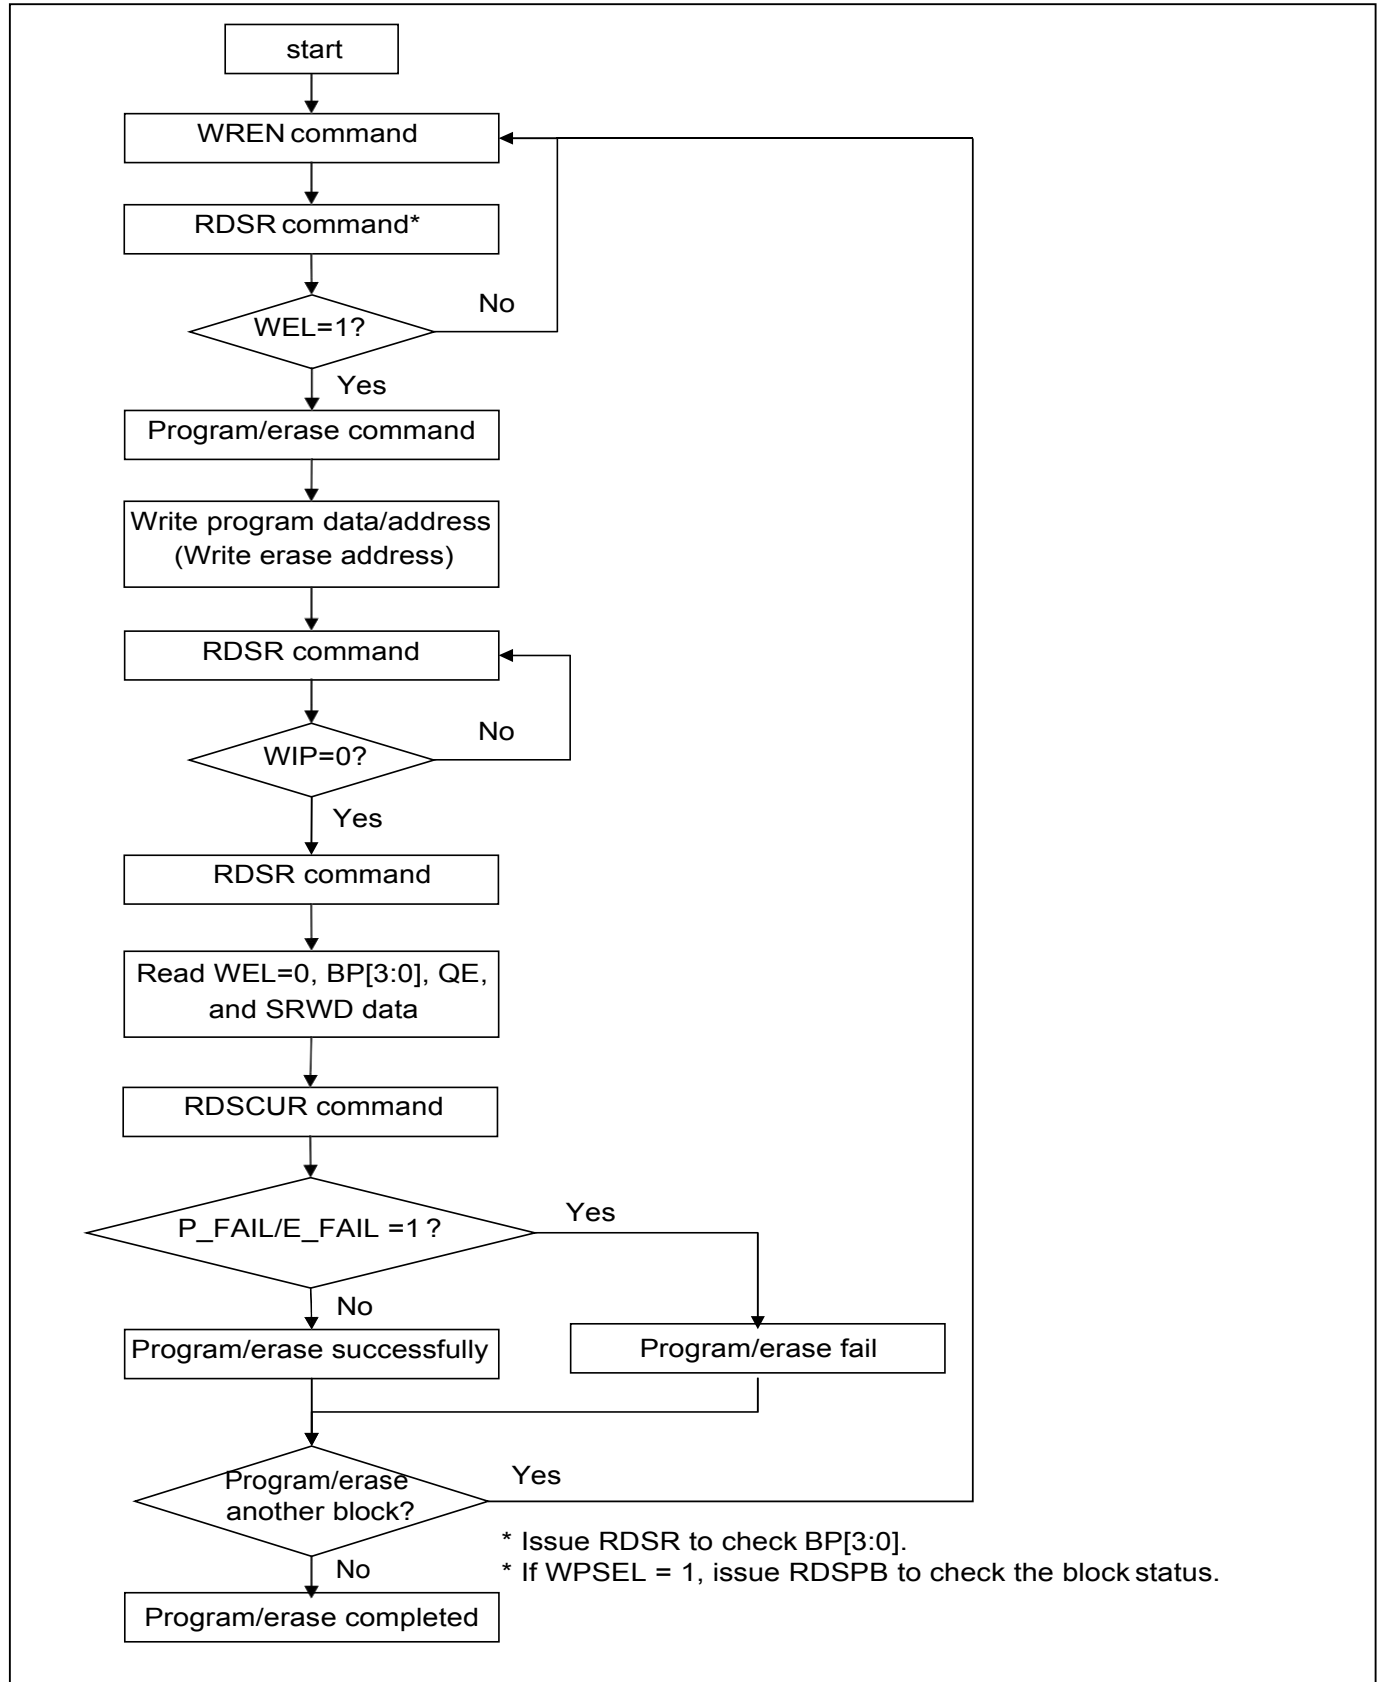 start
WREN command
RDSR command*
WEL=1?
No
Yes
Program/erase command
Write program data/address
(Write erase address)
RDSR command
WIP=0?
No
Yes
RDSR command
Read WEL=0, BP[3:0], QE,
and SRWD data
RDSCUR command
P_FAIL/E_FAIL =1 ?
Yes
No
Program/erase successfully
Program/erase fail
Program/erase
another block?
Yes
* Issue RDSR to check BP[3:0].
* If WPSEL = 1, issue RDSPB to check the block status.
No
Program/erase completed